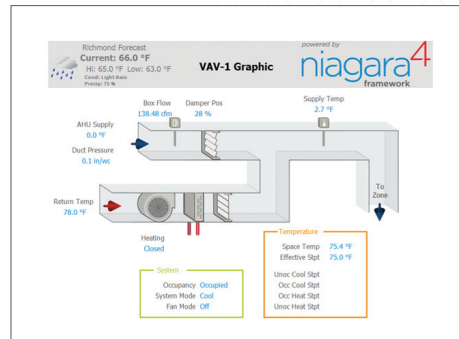 Richmond Forecast
Current: 66.0 °F
Hi: 65.0 °F Low: 63.0 °F
Cond: Light Rain
Precip: 75 %
VAV-1 Graphic
powered by
niagara4
framework
Box Flow
138.48 cfm
Damper Pos
28 %
Supply Temp
2.7 °F
AHU Supply
0.0 °F
Duct Pressure
0.1 in/wc
Return Temp
78.0 °F
To
Zone
Heating
Closed
System
Occupancy Occupied
System Mode Cool
Fan Mode Off
Temperature
Space Temp 75.4 °F
Effective Stpt 75.0 °F
Unoc Cool Stpt
Occ Cool Stpt
Occ Heat Stpt
Unoc Heat Stpt